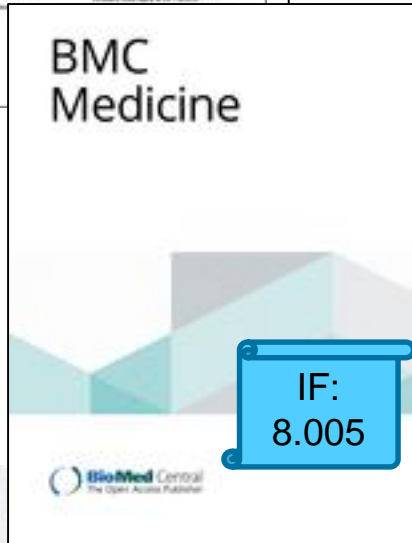 BMC
Medicine
IF:
8.005
BioMed Central
The Open Access Publisher